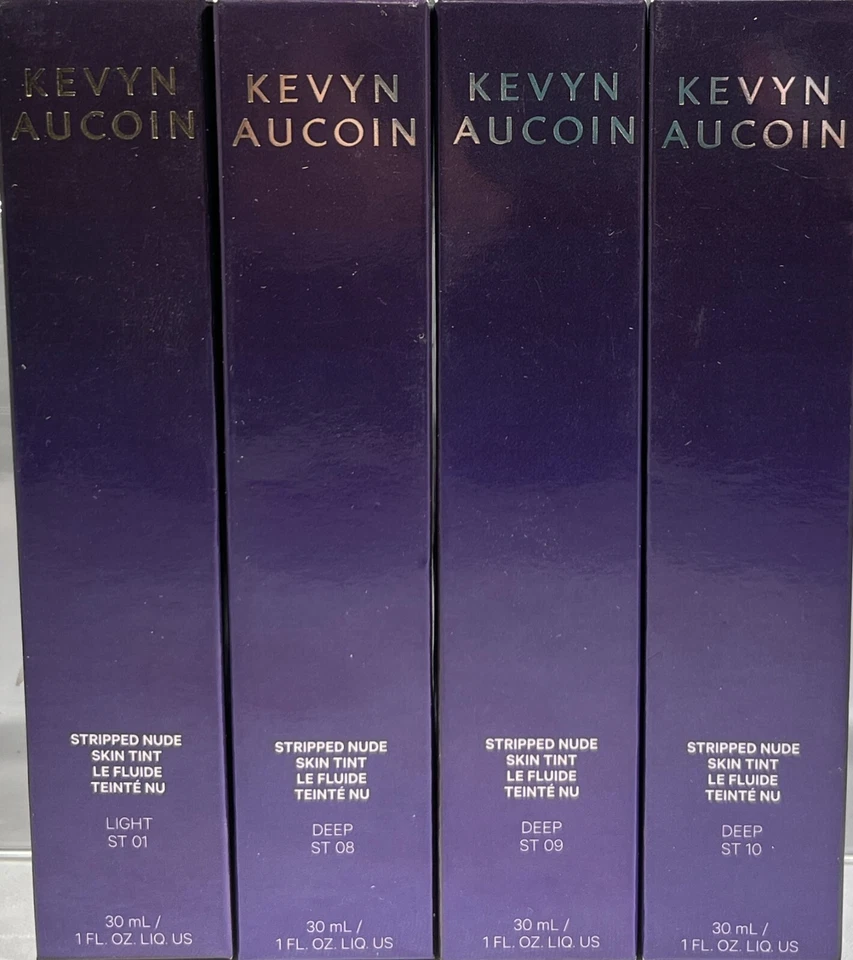 KEVYN
AUCOIN
STRIPPED NUDE
SKIN TINT
LE FLUIDE
TEINTÉ NU
LIGHT
ST 01
30 mL /
1 FL. OZ. LIQ. US
KEVYN
AUCOIN
STRIPPED NUDE
SKIN TINT
LE FLUIDE
TEINTÉ NU
DEEP
ST 08
30 mL /
1 FL. OZ. LIQ. US
KEVYN
AUCOIN
STRIPPED NUDE
SKIN TINT
LE FLUIDE
TEINTÉ NU
DEEP
ST 09
30 mL /
1 FL. OZ. LIQ. US
KEVYN
AUCOIN
STRIPPED NUDE
SKIN TINT
LE FLUIDE
TEINTÉ NU
DEEP
ST 10
30 mL /
1 FL. OZ. LIQ. US